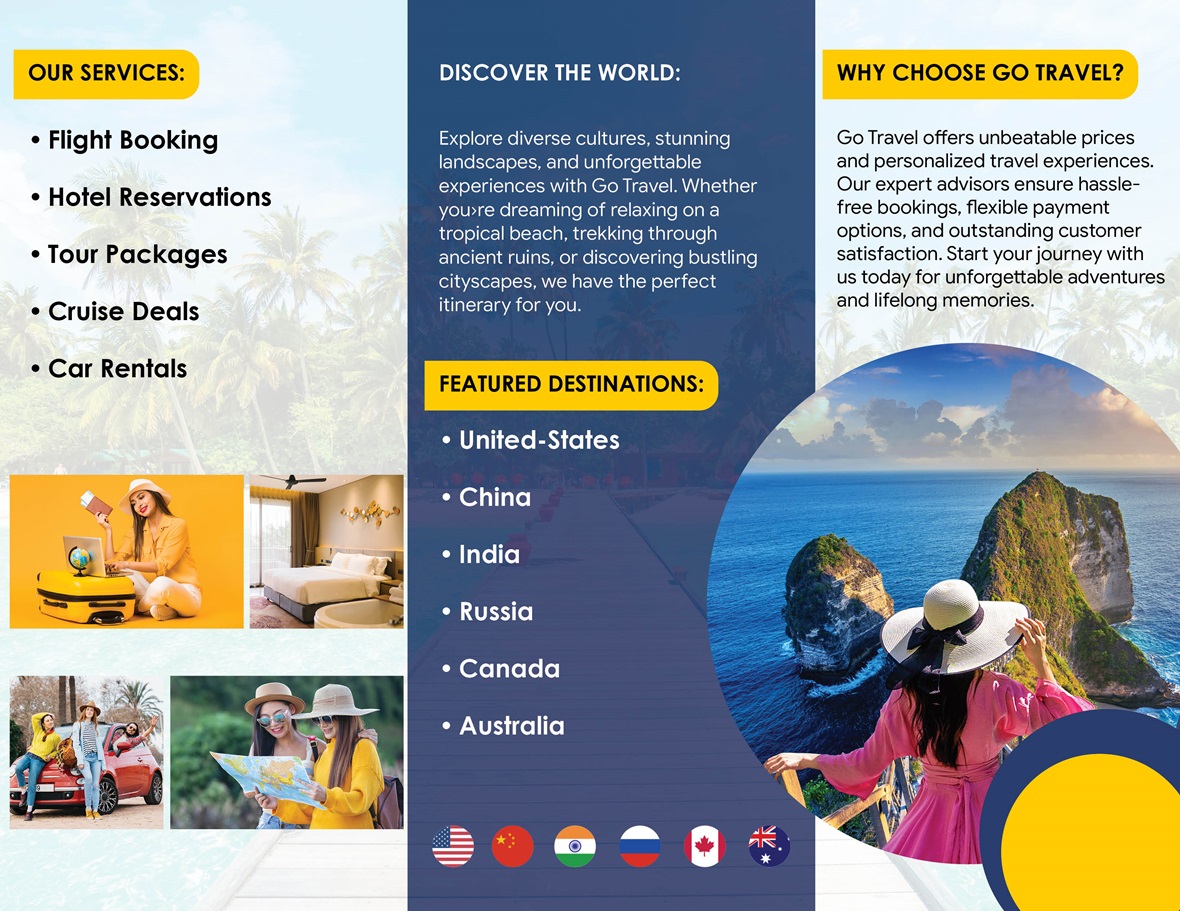 OUR SERVICES:
• Flight Booking
• Hotel Reservations
• Tour Packages
• Cruise Deals
• Car Rentals
DISCOVER THE WORLD:
Explore diverse cultures, stunning
landscapes, and unforgettable
experiences with Go Travel. Whether
you›re dreaming of relaxing on a
tropical beach, trekking through
ancient ruins, or discovering bustling
cityscapes, we have the perfect
itinerary for you.
FEATURED DESTINATIONS:
• United-States
• China
• India
• Russia
• Canada
• Australia
WHY CHOOSE GO TRAVEL?
Go Travel offers unbeatable prices
and personalized travel experiences.
Our expert advisors ensure hassle-
free bookings, flexible payment
options, and outstanding customer
satisfaction. Start your journey with
us today for unforgettable adventures
and lifelong memories.